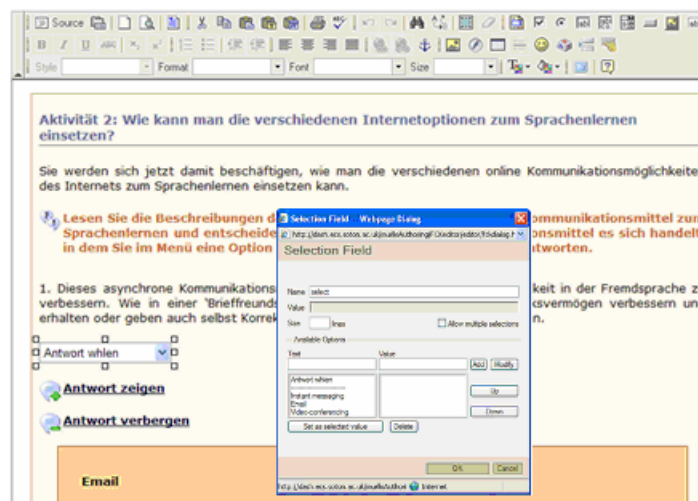 Source
Style Format Font Size
Aktivität 2: Wie kann man die verschiedenen Internetoptionen zum Sprachenlernen
einsetzen?
Sie werden sich jetzt damit beschäftigen, wie man die verschiedenen online Kommunikationsmöglichkeite
des Internets zum Sprachenlernen einsetzen kann.
Lesen Sie die Beschreibungen d
ommunikationsmittel zur
Sprachenlernen und entscheide
onsmittel es sich handelt
in dem Sie im Menü eine Option
tworten.
Selection Field -- Webpage Dialog
Selection Field
Name select
Value
Size lines Allow multiple selections
Available Options
Text Value
Add Modify
Antwort whlen
Instant messaging
Email
Video-conferencing
Up
Down
Set as selected value Delete
OK Cancel
Internet
1. Dieses asynchrone Kommunikations
keit in der Fremdsprache z
verbessern. Wie in einer 'Brieffreunds
ksvermögen verbessern un
erhalten oder geben auch selbst Korrek
n.
Antwort whlen
Antwort zeigen
Antwort verbergen
Email